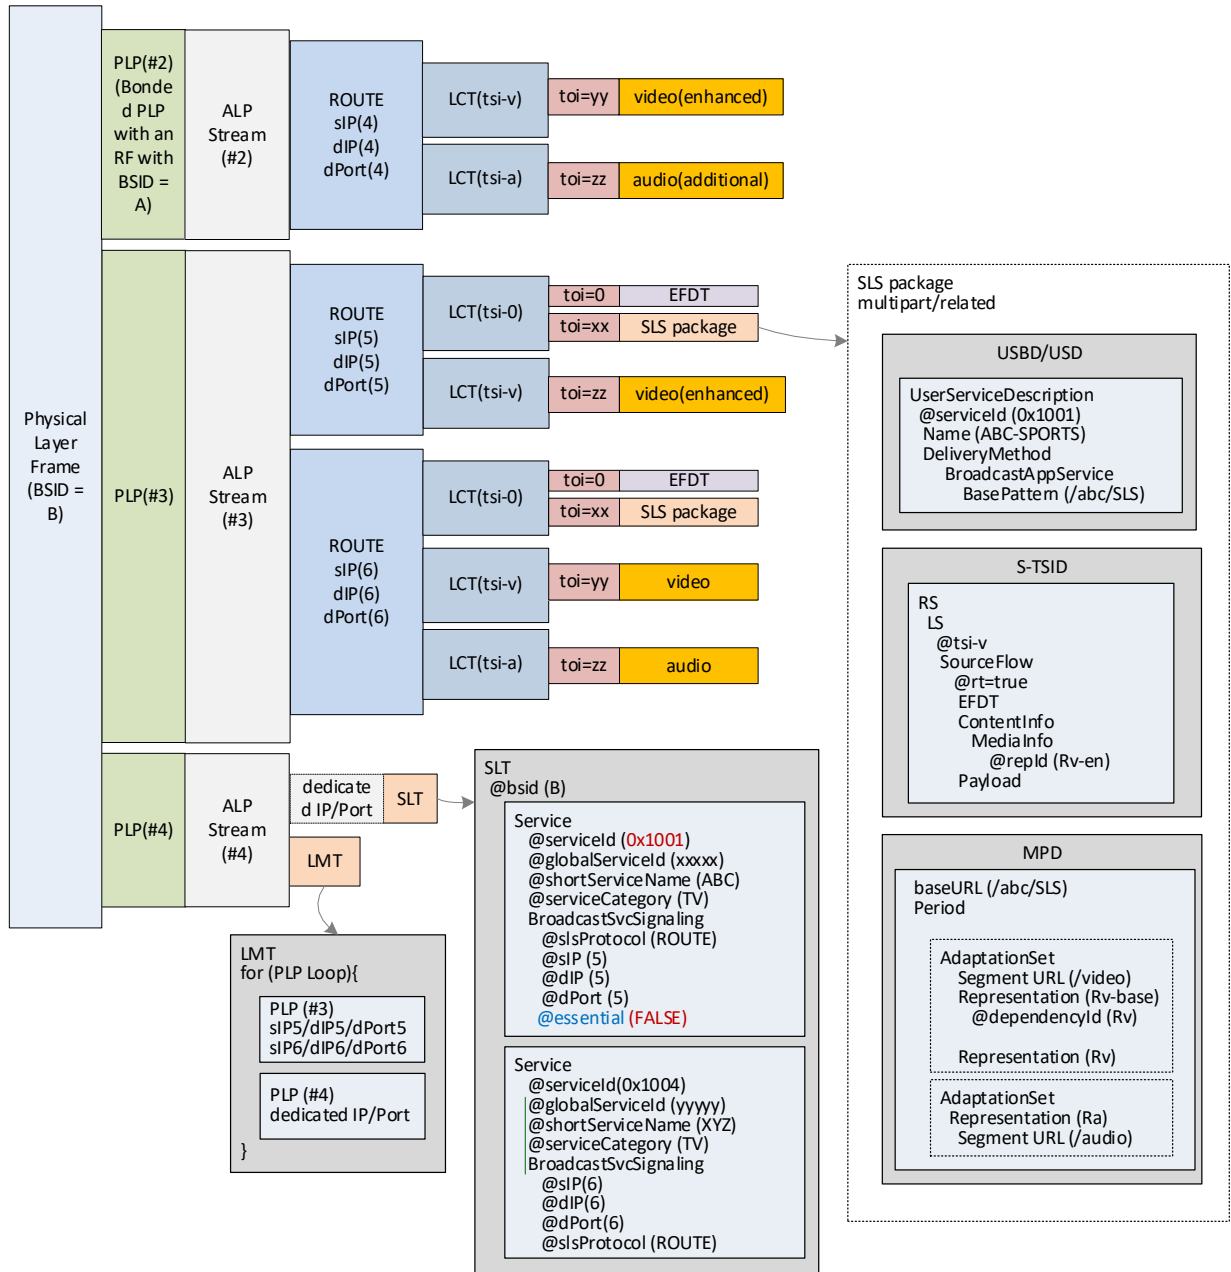 Physical
Layer
Frame
(BSID =
B)
PLP(#2)
(Bonde
d PLP
with an
RF with
BSID =
A)
ALP
Stream
(#2)
ROUTE
sIP(4)
dIP(4)
dPort(4)
LCT(tsi-v)
toi=yy
video(enhanced)
LCT(tsi-a)
toi=zz
audio(additional)
PLP(#3)
ALP
Stream
(#3)
ROUTE
sIP(5)
dIP(5)
dPort(5)
LCT(tsi-0)
toi=0
EFDT
toi=xx
SLS package
LCT(tsi-v)
toi=zz
video(enhanced)
ROUTE
sIP(6)
dIP(6)
dPort(6)
LCT(tsi-0)
toi=0
EFDT
toi=xx
SLS package
LCT(tsi-v)
toi=yy
video
LCT(tsi-a)
toi=zz
audio
PLP(#4)
ALP
Stream
(#4)
dedicate
d IP/Port
SLT
LMT
LMT
for (PLP Loop){
PLP (#3)
sIP5/dIP5/dPort5
sIP6/dIP6/dPort6
PLP (#4)
dedicated IP/Port
}
SLT
@bsid (B)
Service
@serviceId (0x1001)
@globalServiceId (xxxxx)
@shortServiceName (ABC)
@serviceCategory (TV)
BroadcastSvcSignaling
@slsProtocol (ROUTE)
@sIP (5)
@dIP (5)
@dPort (5)
@essential (FALSE)
Service
@serviceId(0x1004)
@globalServiceId (yyyyy)
@shortServiceName (XYZ)
@serviceCategory (TV)
BroadcastSvcSignaling
@sIP(6)
@dIP(6)
@dPort(6)
@slsProtocol (ROUTE)
SLS package
multipart/related
USBD/USD
UserServiceDescription
@serviceId (0x1001)
Name (ABC-SPORTS)
DeliveryMethod
BroadcastAppService
BasePattern (/abc/SLS)
S-TSID
RS
LS
@tsi-v
SourceFlow
@rt=true
EFDT
ContentInfo
MediaInfo
@repId (Rv-en)
Payload
MPD
baseURL (/abc/SLS)
Period
AdaptationSet
Segment URL (/video)
Representation (Rv-base)
@dependencyId (Rv)
Representation (Rv)
AdaptationSet
Representation (Ra)
Segment URL (/audio)